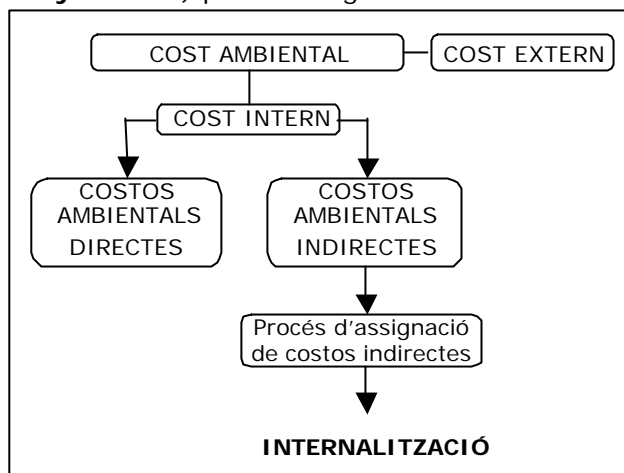 COST AMBIENTAL
COST EXTERN
COST INTERN
COSTOS
AMBIENTALS
DIRECTES
COSTOS
AMBIENTALS
INDIRECTES
Procés d'assignació
de costos indirectes
INTERNALITZACIÓ